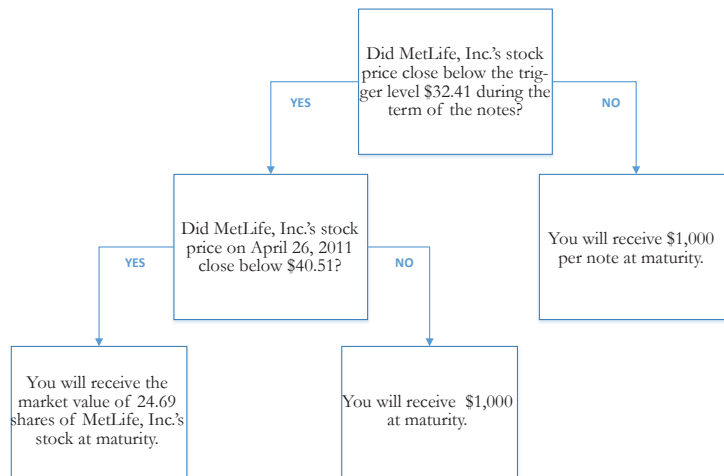 Did MetLife, Inc.'s stock
price close below the trig-
ger level $32.41 during the
term of the notes?
YES
NO
Did MetLife, Inc.'s stock
price on April 26, 2011
close below $40.51?
You will receive $1,000
per note at maturity.
YES
NO
You will receive the
market value of 24.69
shares of MetLife, Inc.'s
stock at maturity.
You will receive $1,000
at maturity.